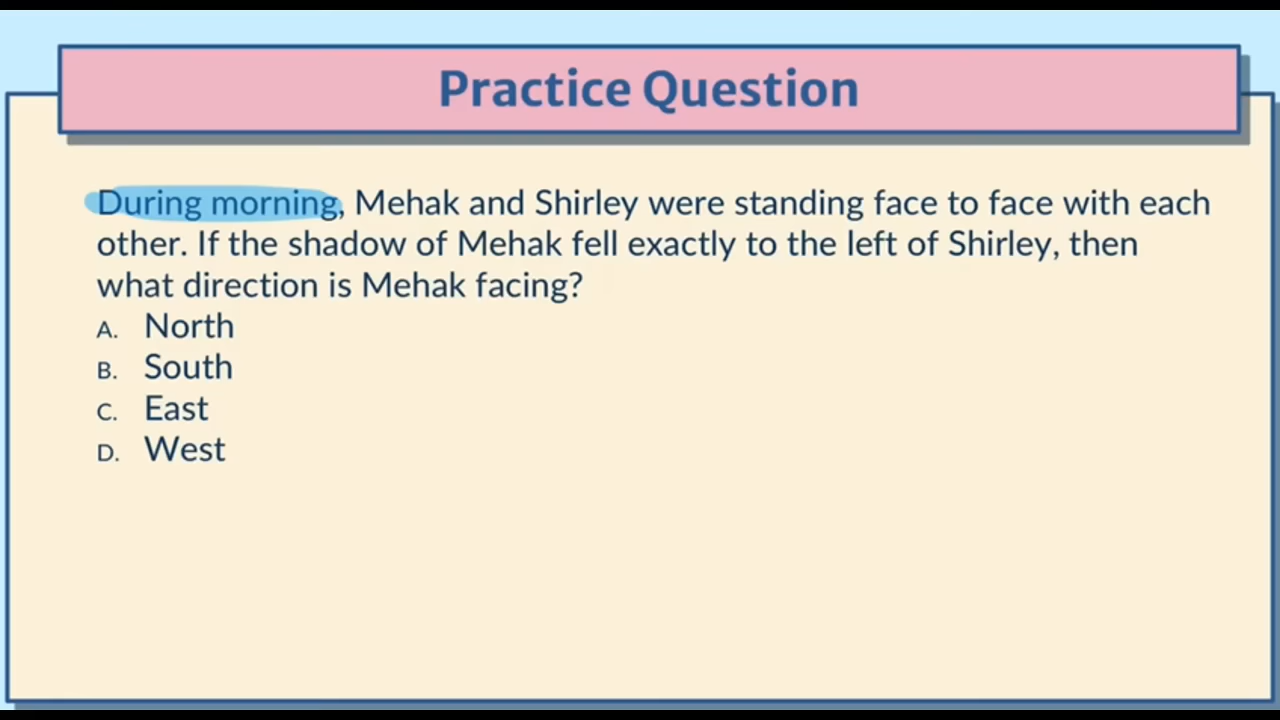 Practice Question
During morning, Mehak and Shirley were standing face to face with each
other. If the shadow of Mehak fell exactly to the left of Shirley, then
what direction is Mehak facing?
A. North
B. South
C. East
D. West